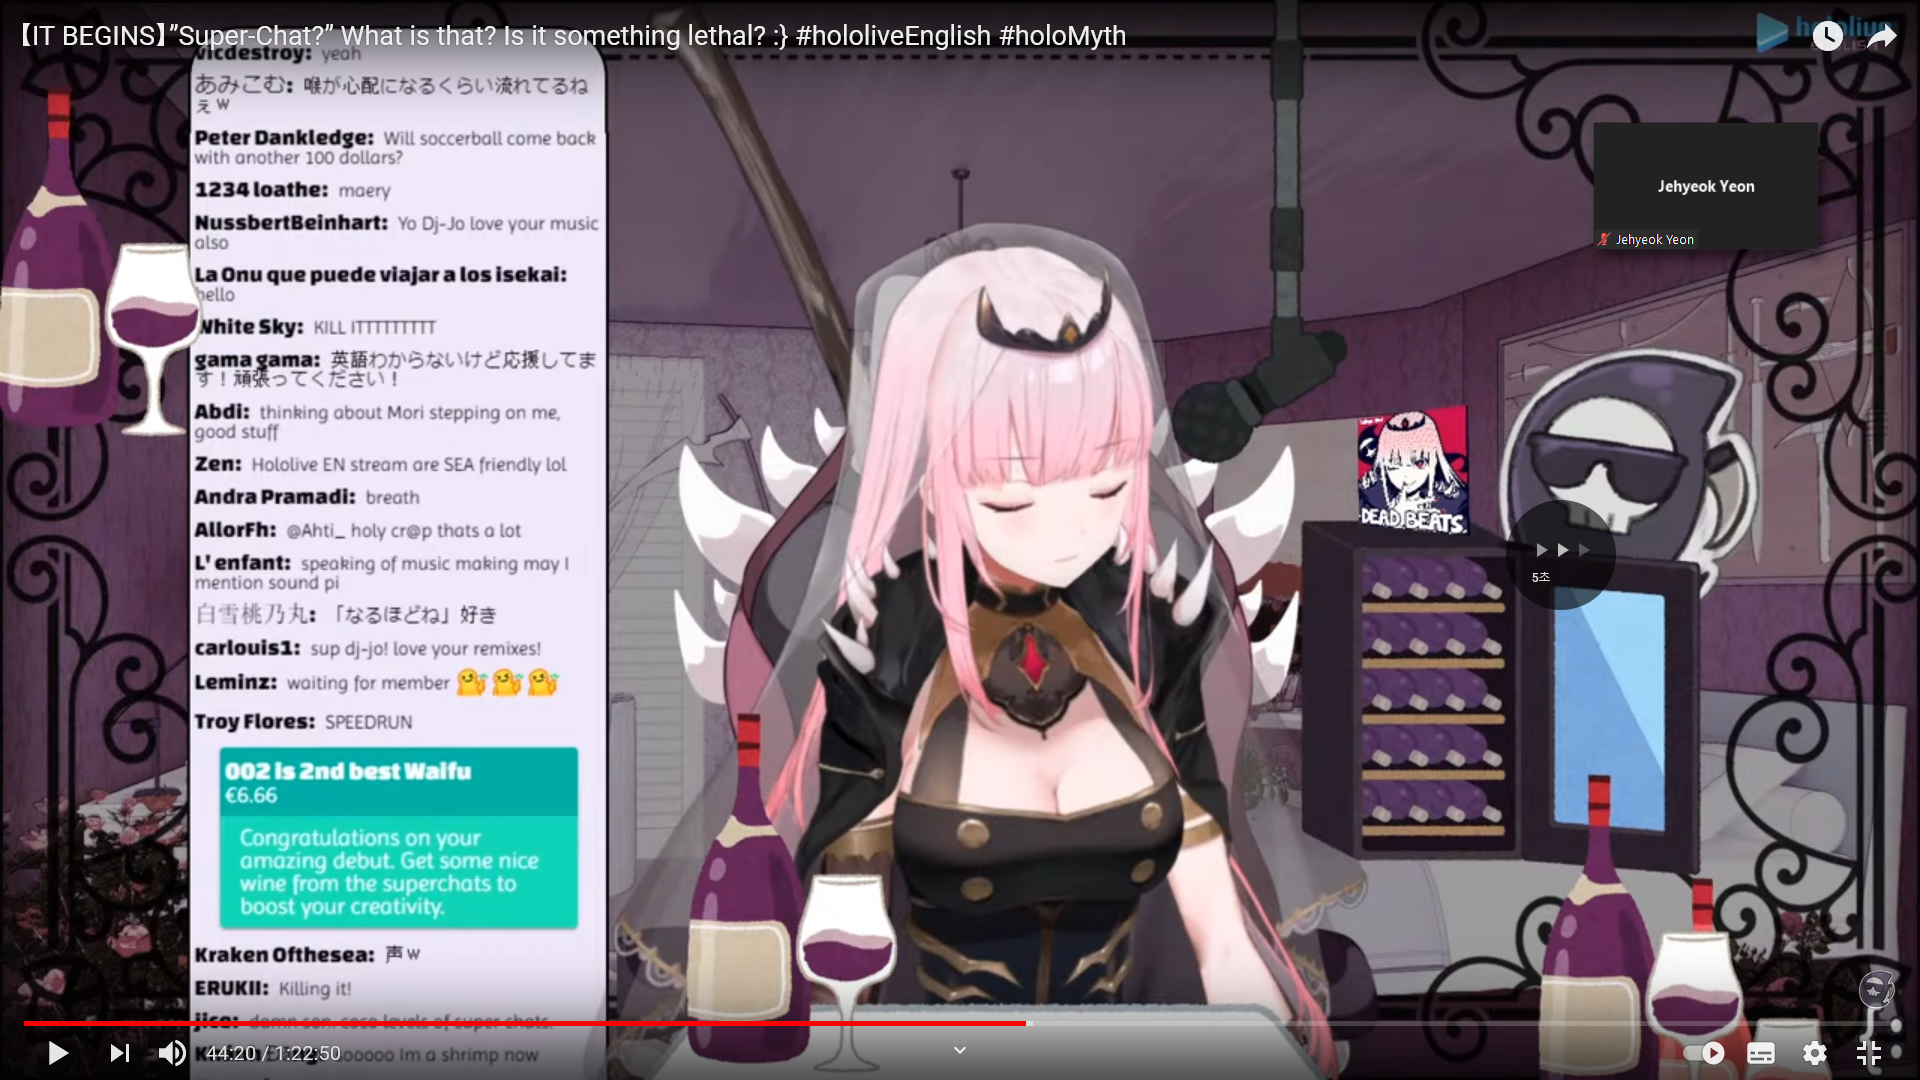 【IT BEGINS】”Super-Chat?” What is that? Is it something lethal? :} #hololiveEnglish #holoMyth
vicdestroy: yeah
あみこむ: 喉が心配になるくらい流れてるね
ぇw
Peter Dankledge: Will soccerball come back
with another 100 dollars?
1234 loathe: maery
NussbertBeinhart: Yo Dj-Jo love your music
also
La Onu que puede viajar a los isekai:
hello
White Sky: KILL ITTTTTTTTT
gama gama: 英語わからないけど応援してま
す！頑張ってください！
Abdi: thinking about Mori stepping on me,
good stuff
Zen: Hololive EN stream are SEA friendly lol
Andra Pramadi: breath
AllorFh: @Ahti_ holy cr@p thats a lot
L' enfant: speaking of music making may I
mention sound pi
白雪桃乃丸: 「なるほどね」好き
carlouis1: sup dj-jo! love your remixes!
Leminz: waiting for member
Troy Flores: SPEEDRUN
002 is 2nd best Waifu
€6.66
Congratulations on your
amazing debut. Get some nice
wine from the superchats to
boost your creativity.
Kraken Ofthesea: 声w
ERUKII: Killing it!
damn son. coco levels of super chats.
Im a shrimp now
44:20 / 1:22:50
hololive
Jehyeok Yeon
Jehyeok Yeon
DEAD BEATS
5초